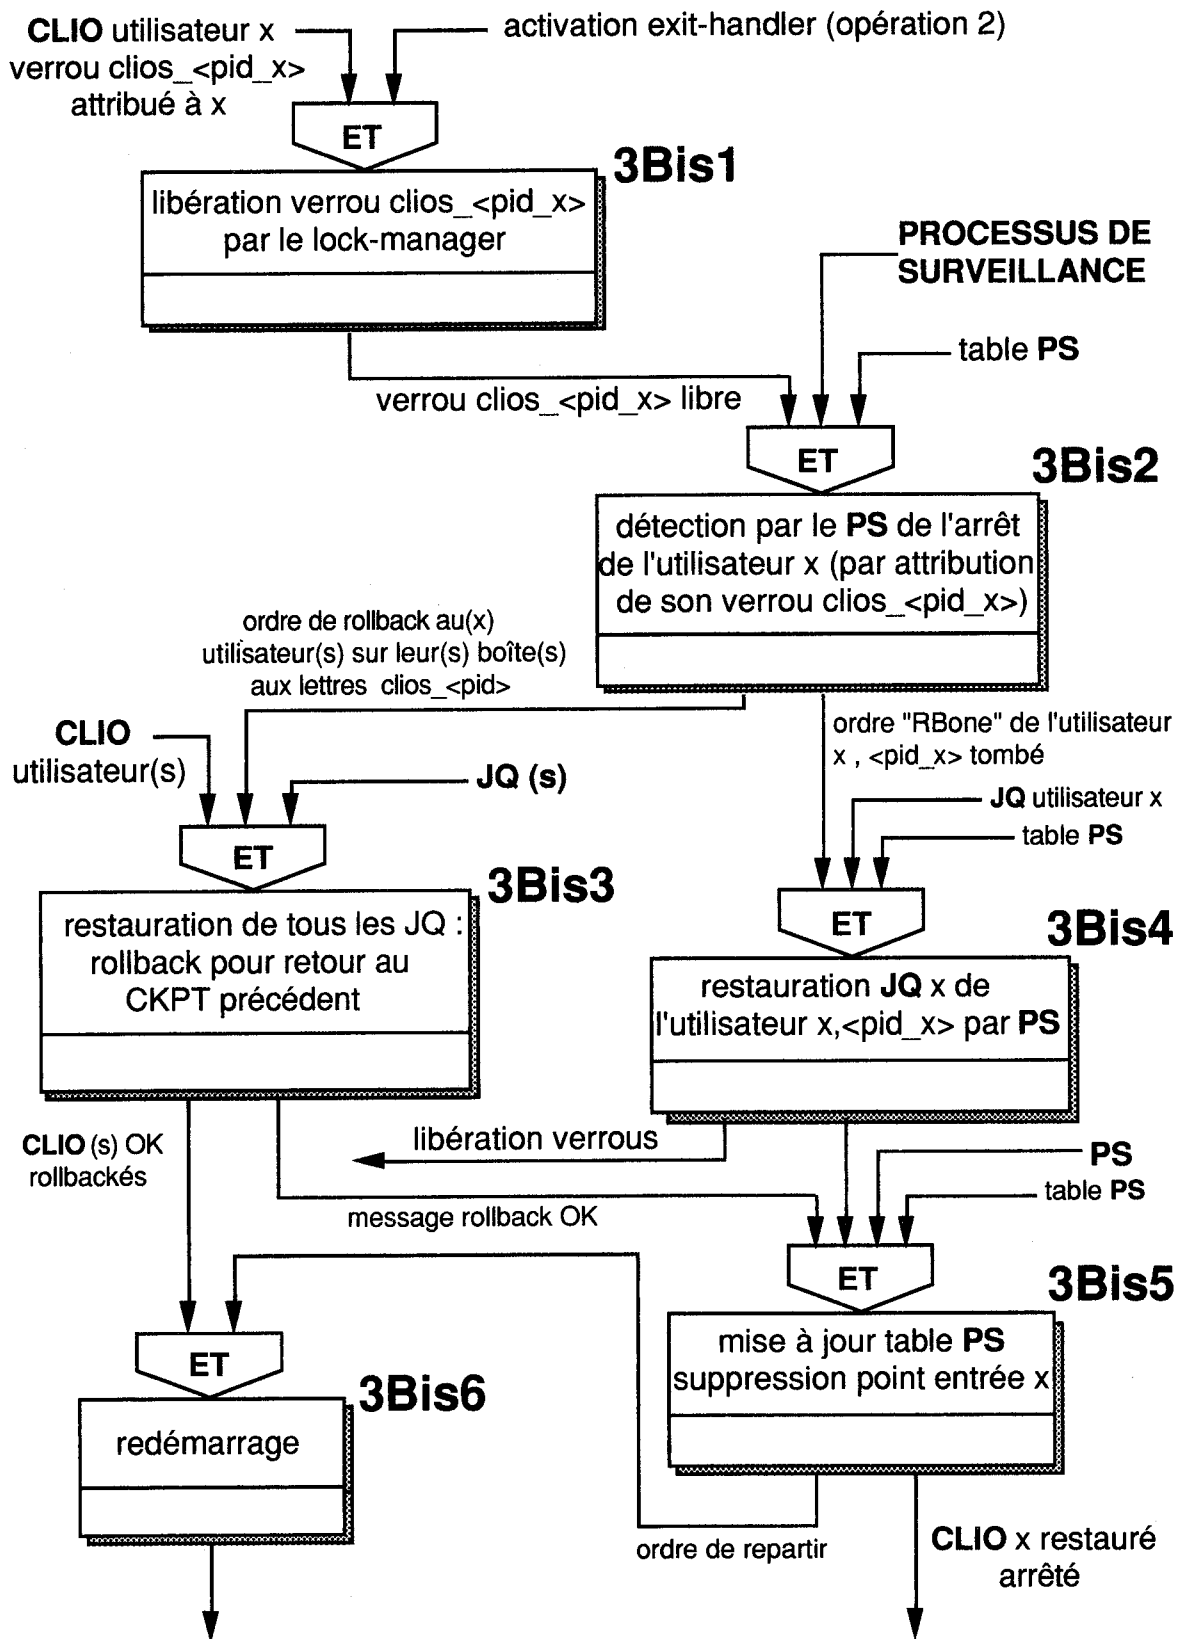 CLIO utilisateur x
verrou clios_<pid_x>
attribué à x
activation exit-handler (opération 2)
ET
3Bis1
libération verrou clios_<pid_x>
par le lock-manager
PROCESSUS DE
SURVEILLANCE
table PS
verrou clios_<pid_x> libre
ET
3Bis2
détection par le PS de l'arrêt
de l'utilisateur x (par attribution
de son verrou clios_<pid_x>)
ordre de rollback au(x)
utilisateur(s) sur leur(s) boîte(s)
aux lettres clios_<pid>
ordre "RBone" de l'utilisateur
x , <pid_x> tombé
CLIO
utilisateur(s)
JQ (s)
JQ utilisateur x
table PS
ET
3Bis3
restauration de tous les JQ :
rollback pour retour au
CKPT précédent
ET
3Bis4
restauration JQ x de
l'utilisateur x,<pid_x> par PS
CLIO (s) OK
rollbackés
libération verrous
PS
table PS
message rollback OK
ET
3Bis5
mise à jour table PS
suppression point entrée x
ET
3Bis6
redémarrage
ordre de repartir
CLIO x restauré
arrêté